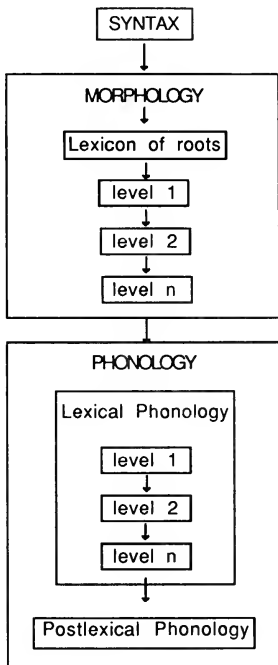 SYNTAX
MORPHOLOGY
Lexicon of roots
level 1
level 2
level n
PHONOLOGY
Lexical Phonology
level 1
level 2
level n
Postlexical Phonology